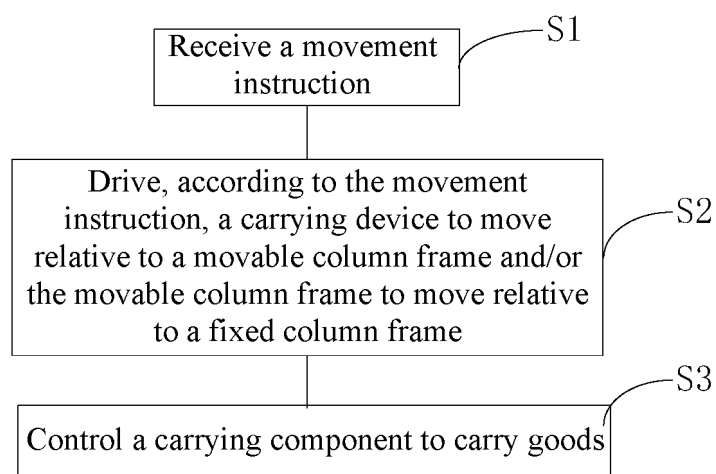 Receive a movement
instruction
S1
Drive, according to the movement
instruction, a carrying device to move
relative to a movable column frame and/or
the movable column frame to move relative
to a fixed column frame
S2
Control a carrying component to carry goods
S3